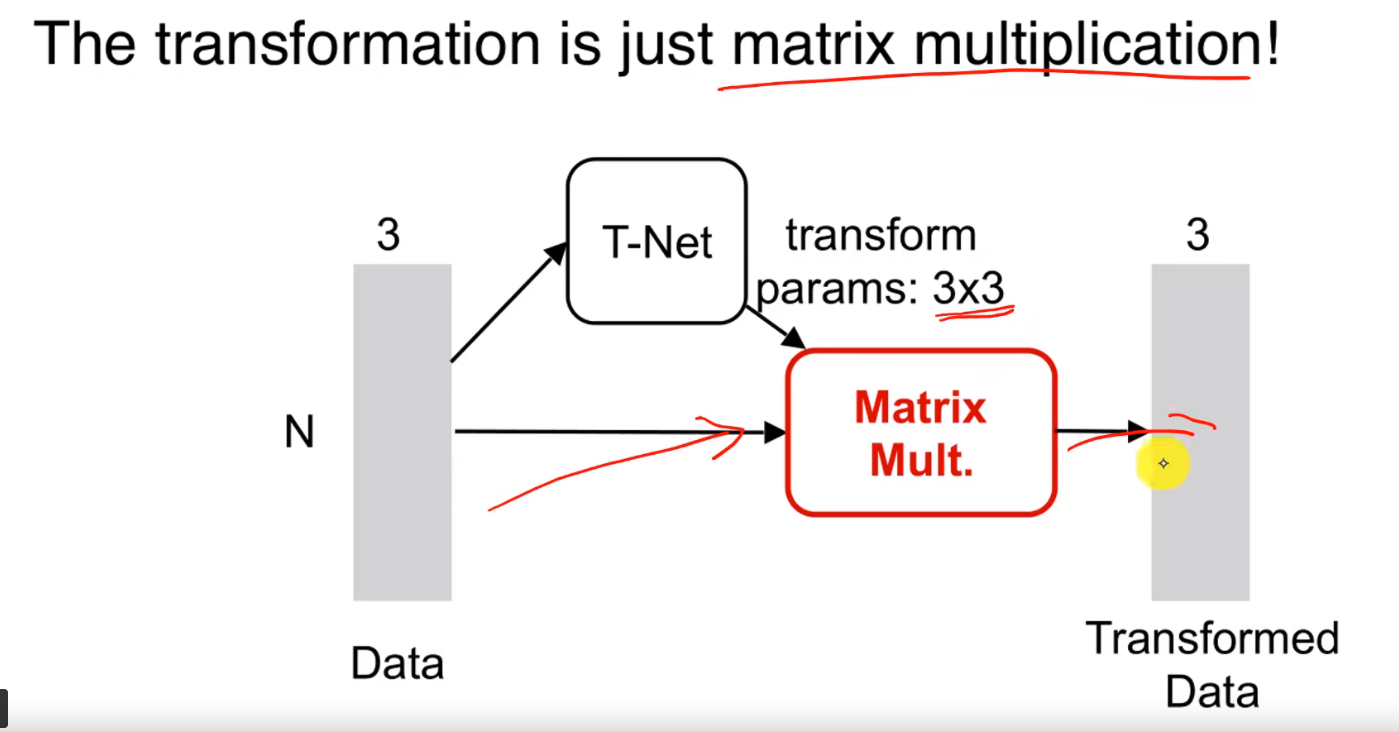 The transformation is just matrix multiplication!
3
T-Net
transform
params: 3x3
3
N
Matrix
Mult.
Data
Transformed
Data